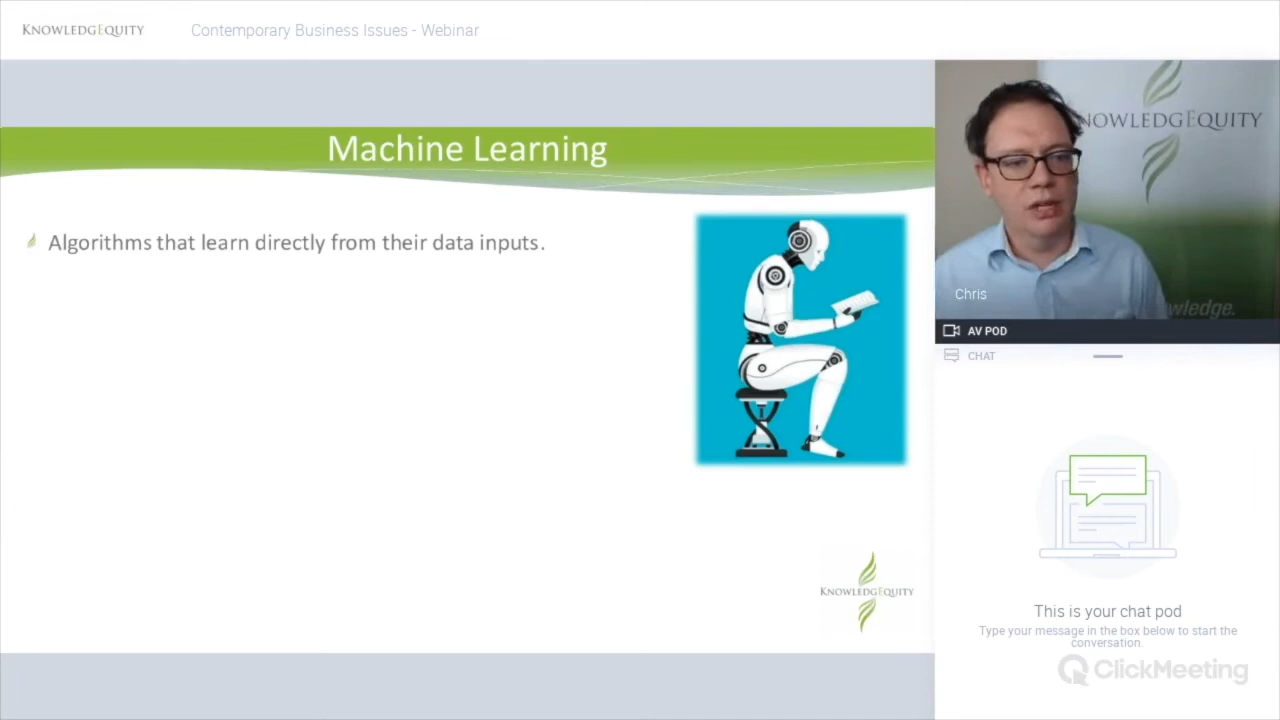 KNOWLEDGEQUITY
Contemporary Business Issues - Webinar
Machine Learning
Algorithms that learn directly from their data inputs.
KNOWLEDGEQUITY
KNOWLEDGEQUITY
wledge.
Chris
AV POD
CHAT
This is your chat pod
Type your message in the box below to start the
conversation.
ClickMeeting